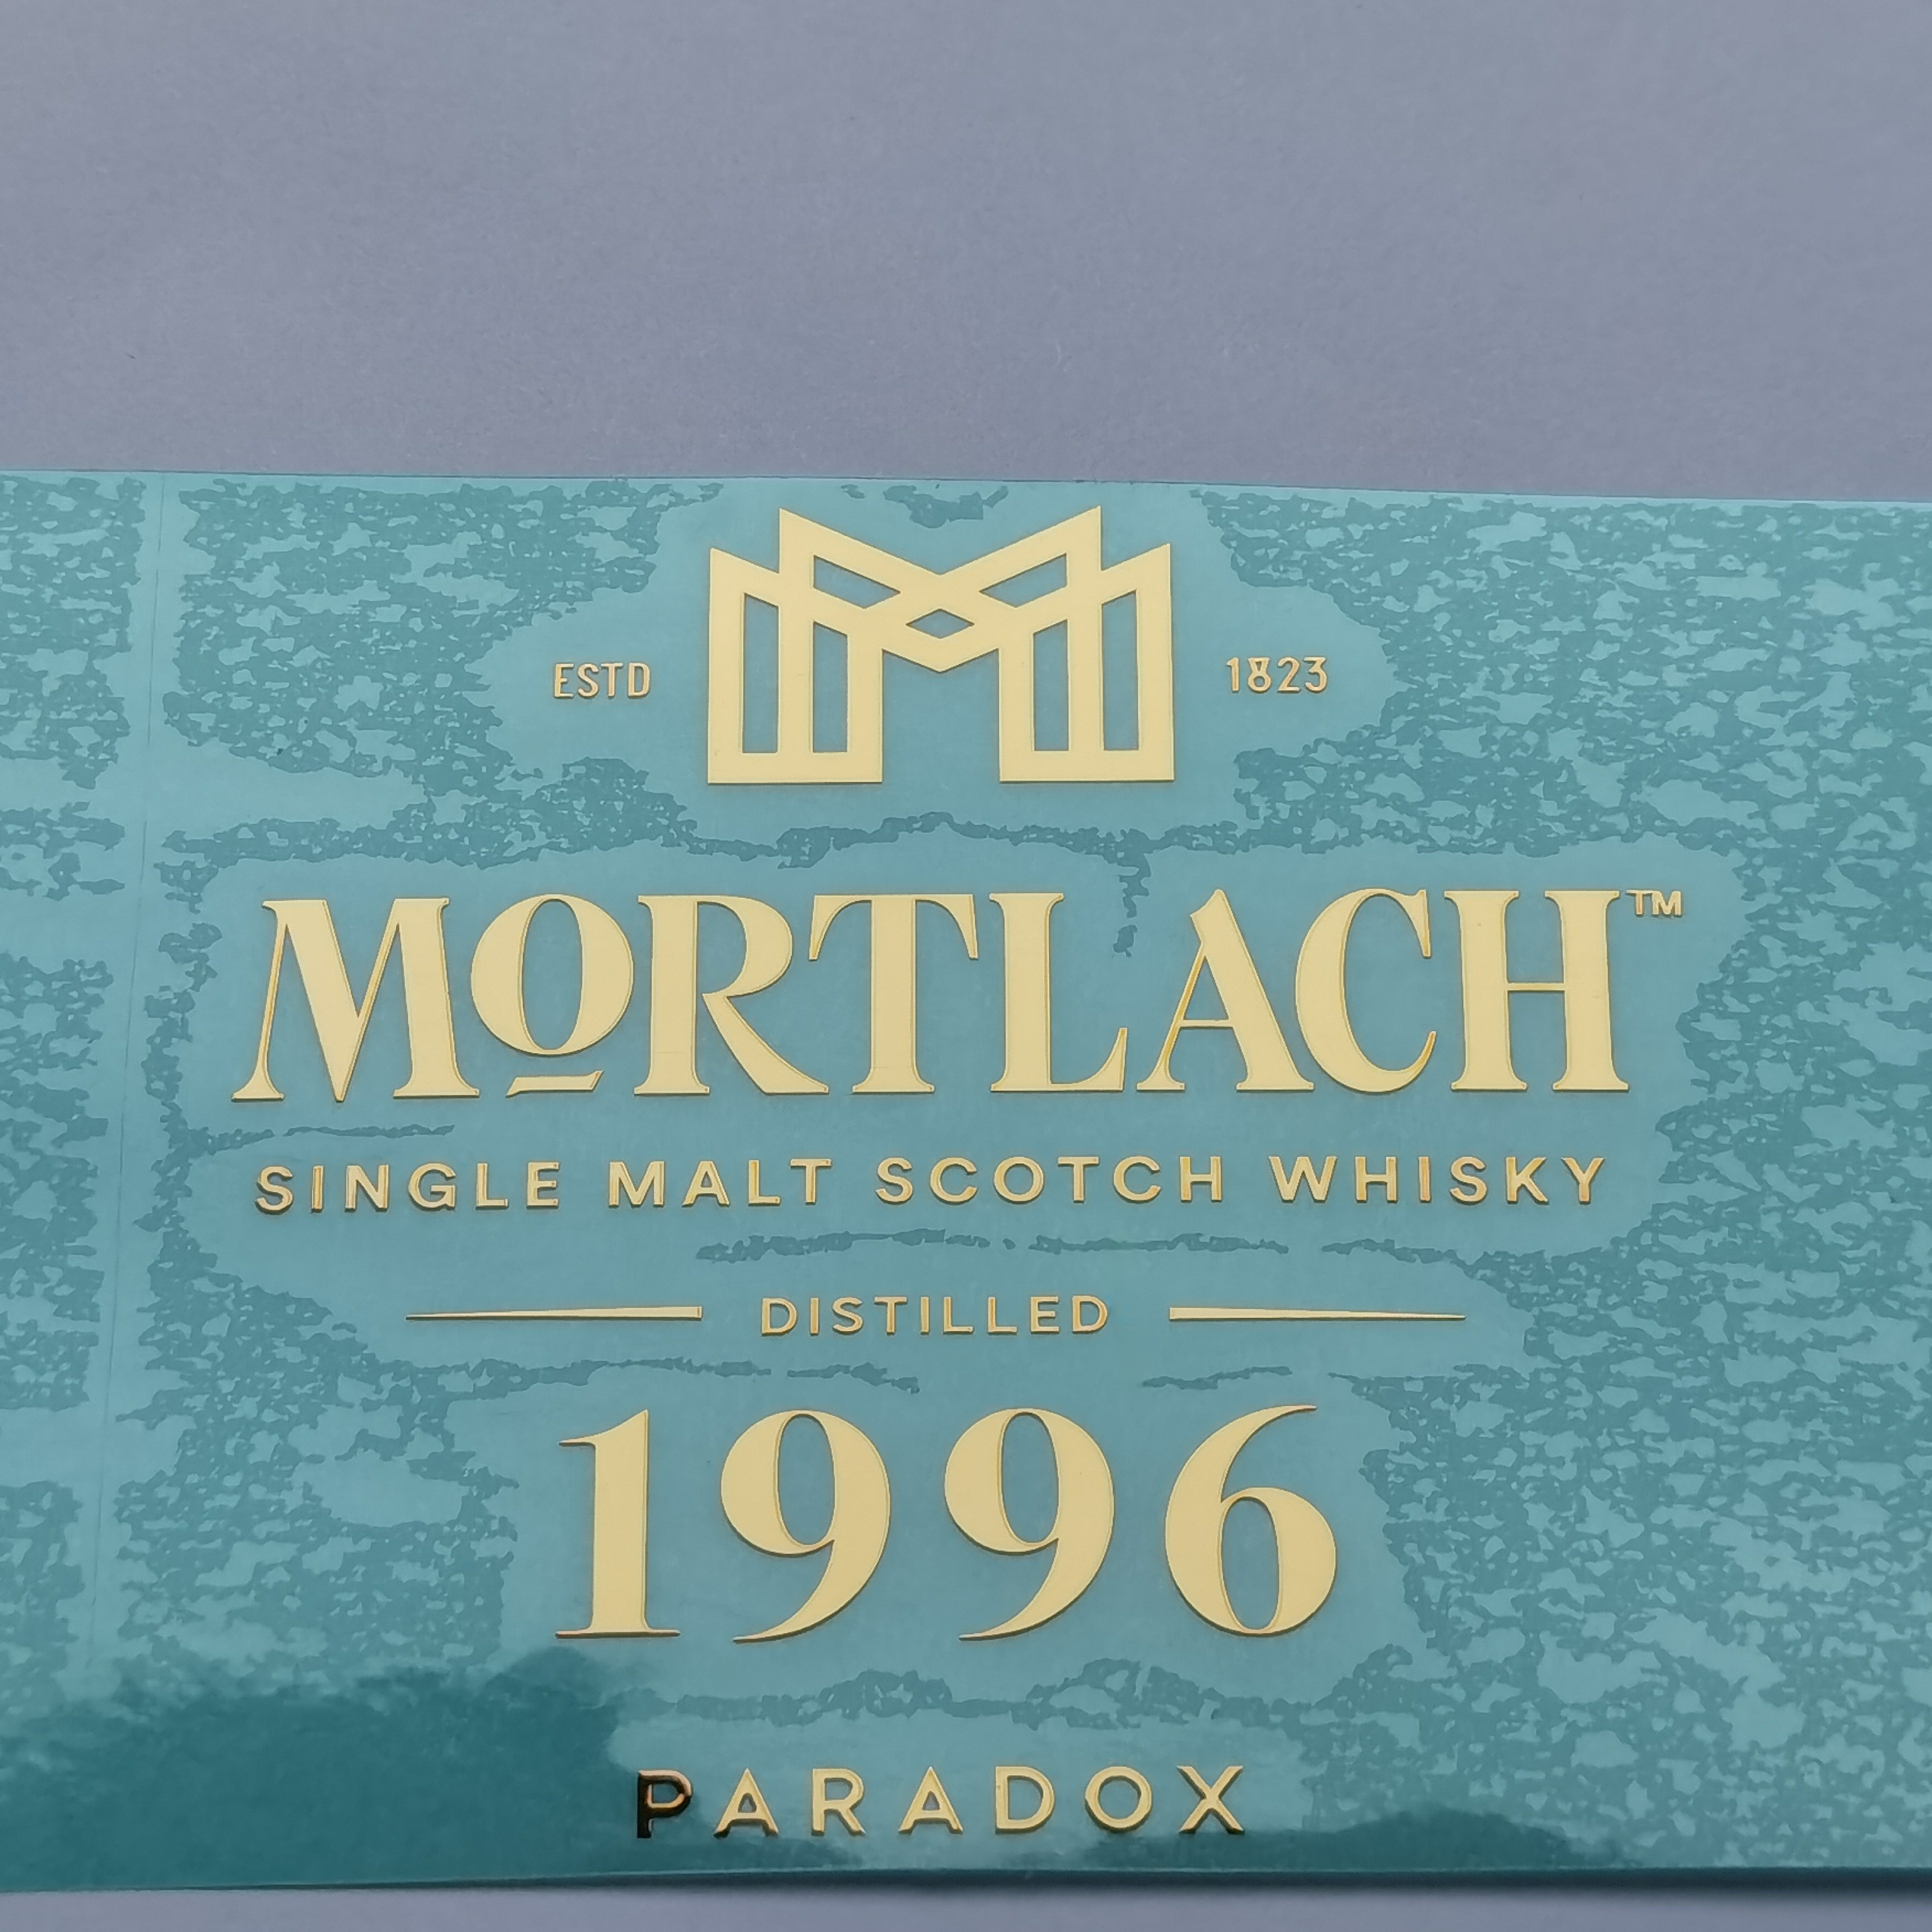 ESTD 1823
MORTLACH™
SINGLE MALT SCOTCH WHISKY
DISTILLED
1996
PARADOX